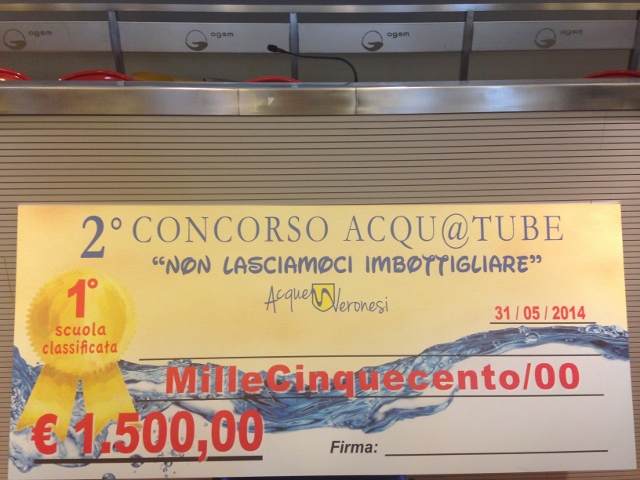 agsm agsm agsm agsm
2° CONCORSO ACQU@TUBE
"NON LASCIAMOCI IMBOTTIGLIARE"
Acque Veronesi
31 / 05 / 2014
1°
scuola
classificata
MilleCinquecento/00
€ 1.500,00
Firma: